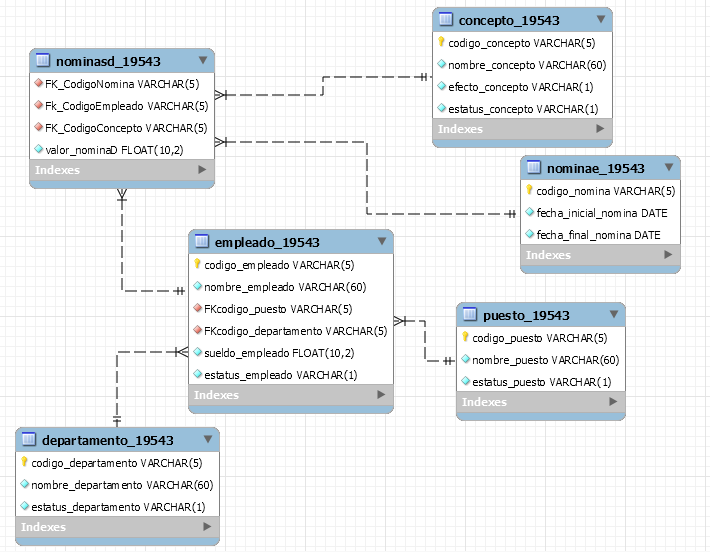 concepto_19543
codigo_concepto VARCHAR(5)
nombre_concepto VARCHAR(60)
efecto_concepto VARCHAR(1)
estatus_concepto VARCHAR(1)
Indexes
nominasd_19543
FK_CodigoNomina VARCHAR(5)
Fk_CodigoEmpleado VARCHAR(5)
FK_CodigoConcepto VARCHAR(5)
valor_nominaD FLOAT(10,2)
Indexes
nominae_19543
codigo_nomina VARCHAR(5)
fecha_inicial_nomina DATE
fecha_final_nomina DATE
Indexes
empleado_19543
codigo_empleado VARCHAR(5)
nombre_empleado VARCHAR(60)
FKcodigo_puesto VARCHAR(5)
FKcodigo_departamento VARCHAR(5)
sueldo_empleado FLOAT(10,2)
estatus_empleado VARCHAR(1)
Indexes
puesto_19543
codigo_puesto VARCHAR(5)
nombre_puesto VARCHAR(60)
estatus_puesto VARCHAR(1)
Indexes
departamento_19543
codigo_departamento VARCHAR(5)
nombre_departamento VARCHAR(60)
estatus_departamento VARCHAR(1)
Indexes